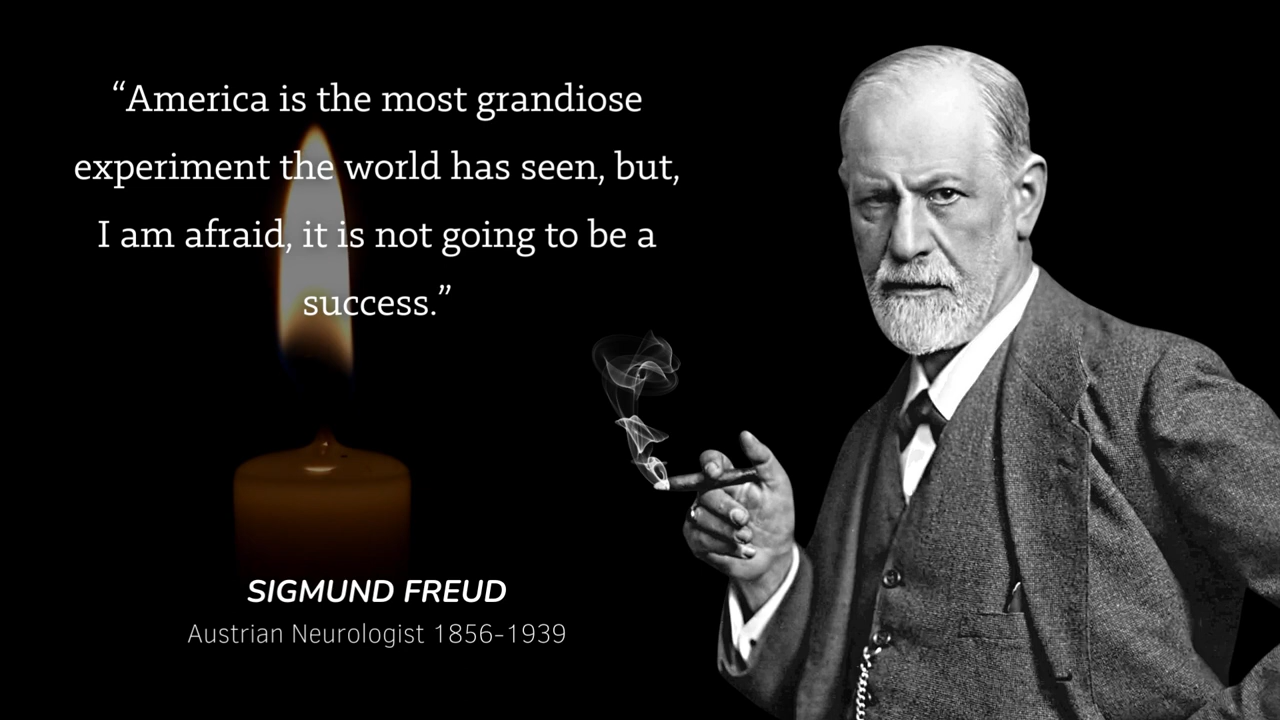 “America is the most grandiose
experiment the world has seen, but,
I am afraid, it is not going to be a
success.”
SIGMUND FREUD
Austrian Neurologist 1856-1939